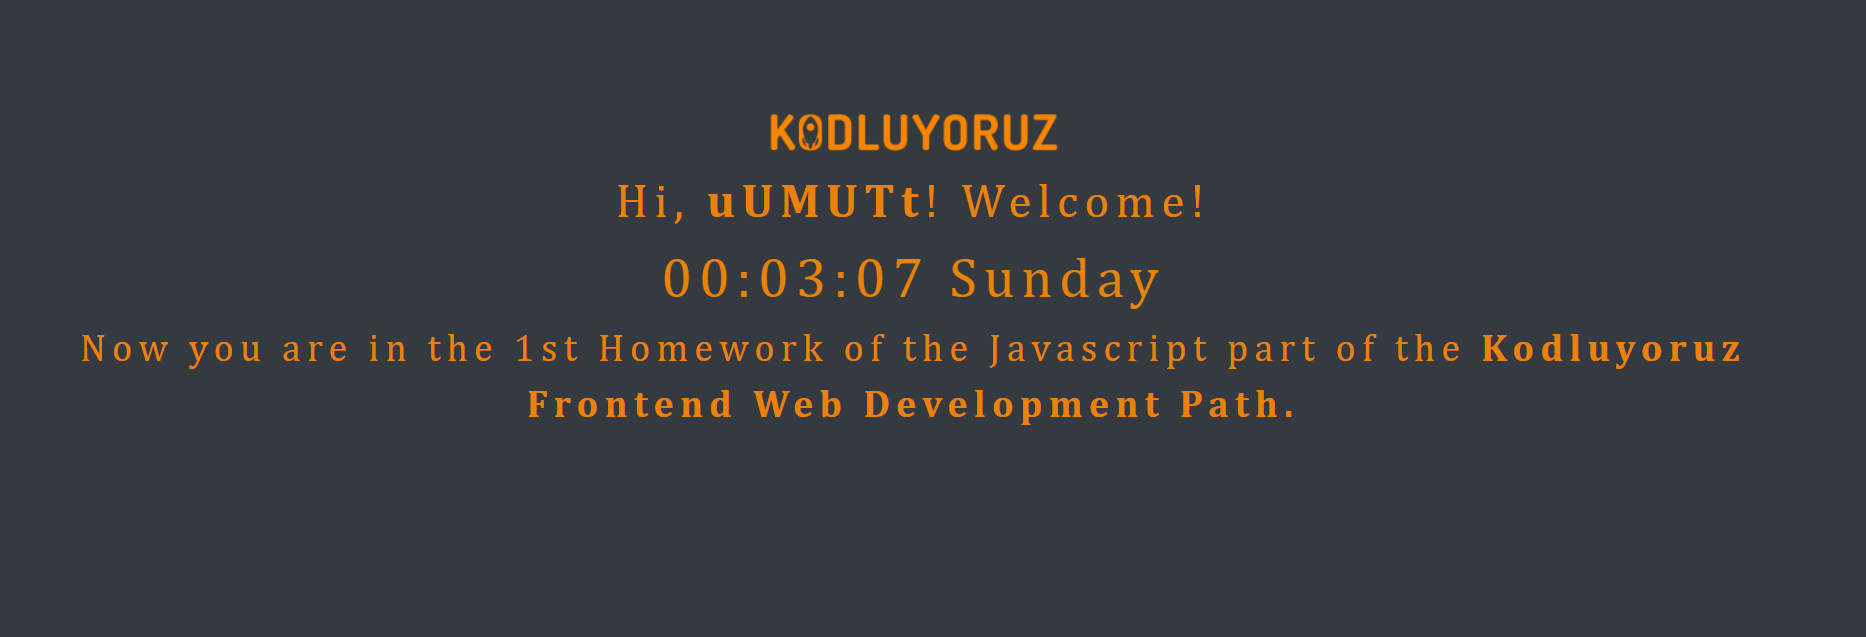 KODLUYORUZ
Hi, uUMUTt! Welcome!
00:03:07 Sunday
Now you are in the 1st Homework of the Javascript part of the Kodluyoruz
Frontend Web Development Path.